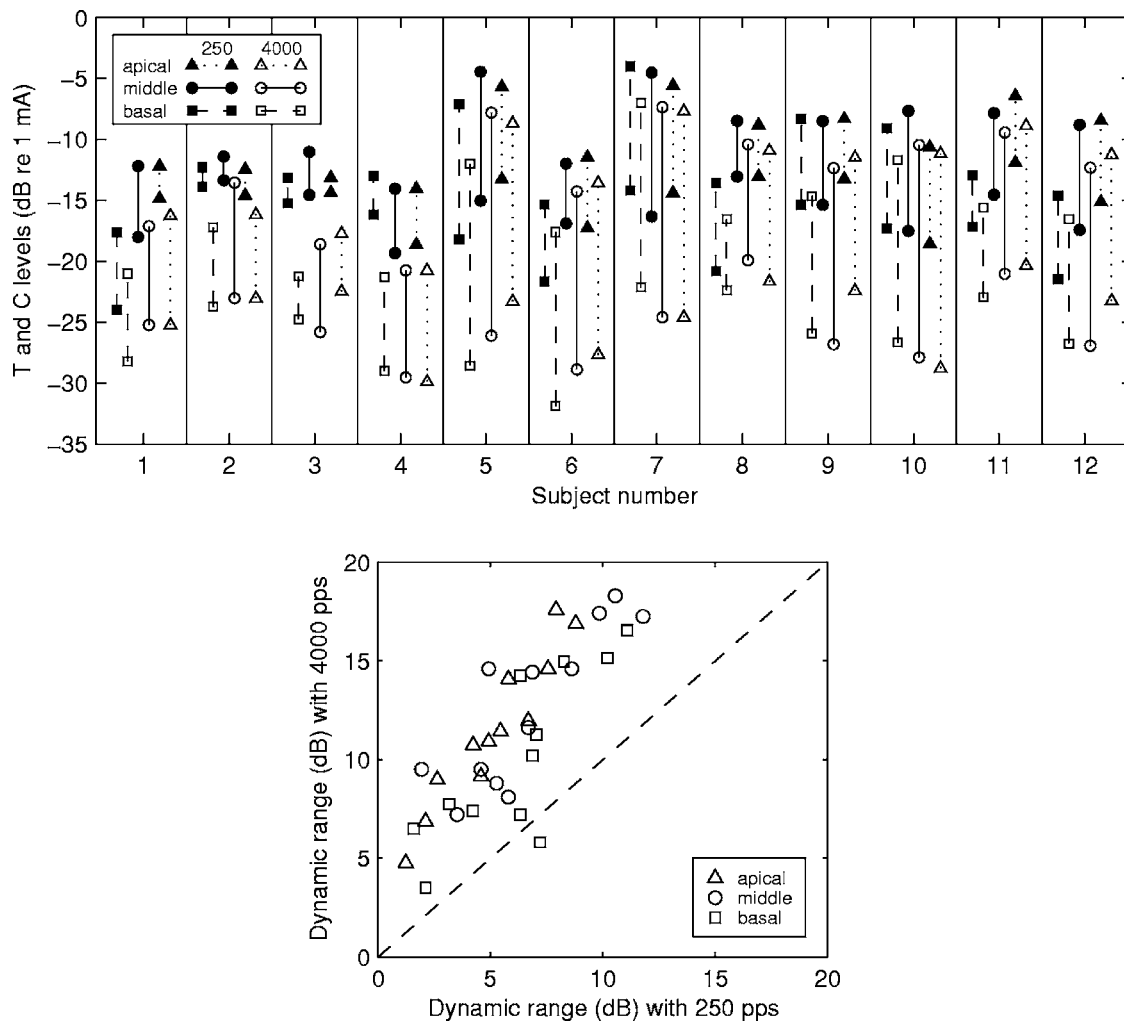 T and C levels (dB re 1 mA)
0
−5
−10
−15
−20
−25
−30
−35
250 4000
apical
middle
basal
1 2 3 4 5 6 7 8 9 10 11 12
Subject number
Dynamic range (dB) with 4000 pps
20
15
10
5
0
apical
middle
basal
0 5 10 15 20
Dynamic range (dB) with 250 pps